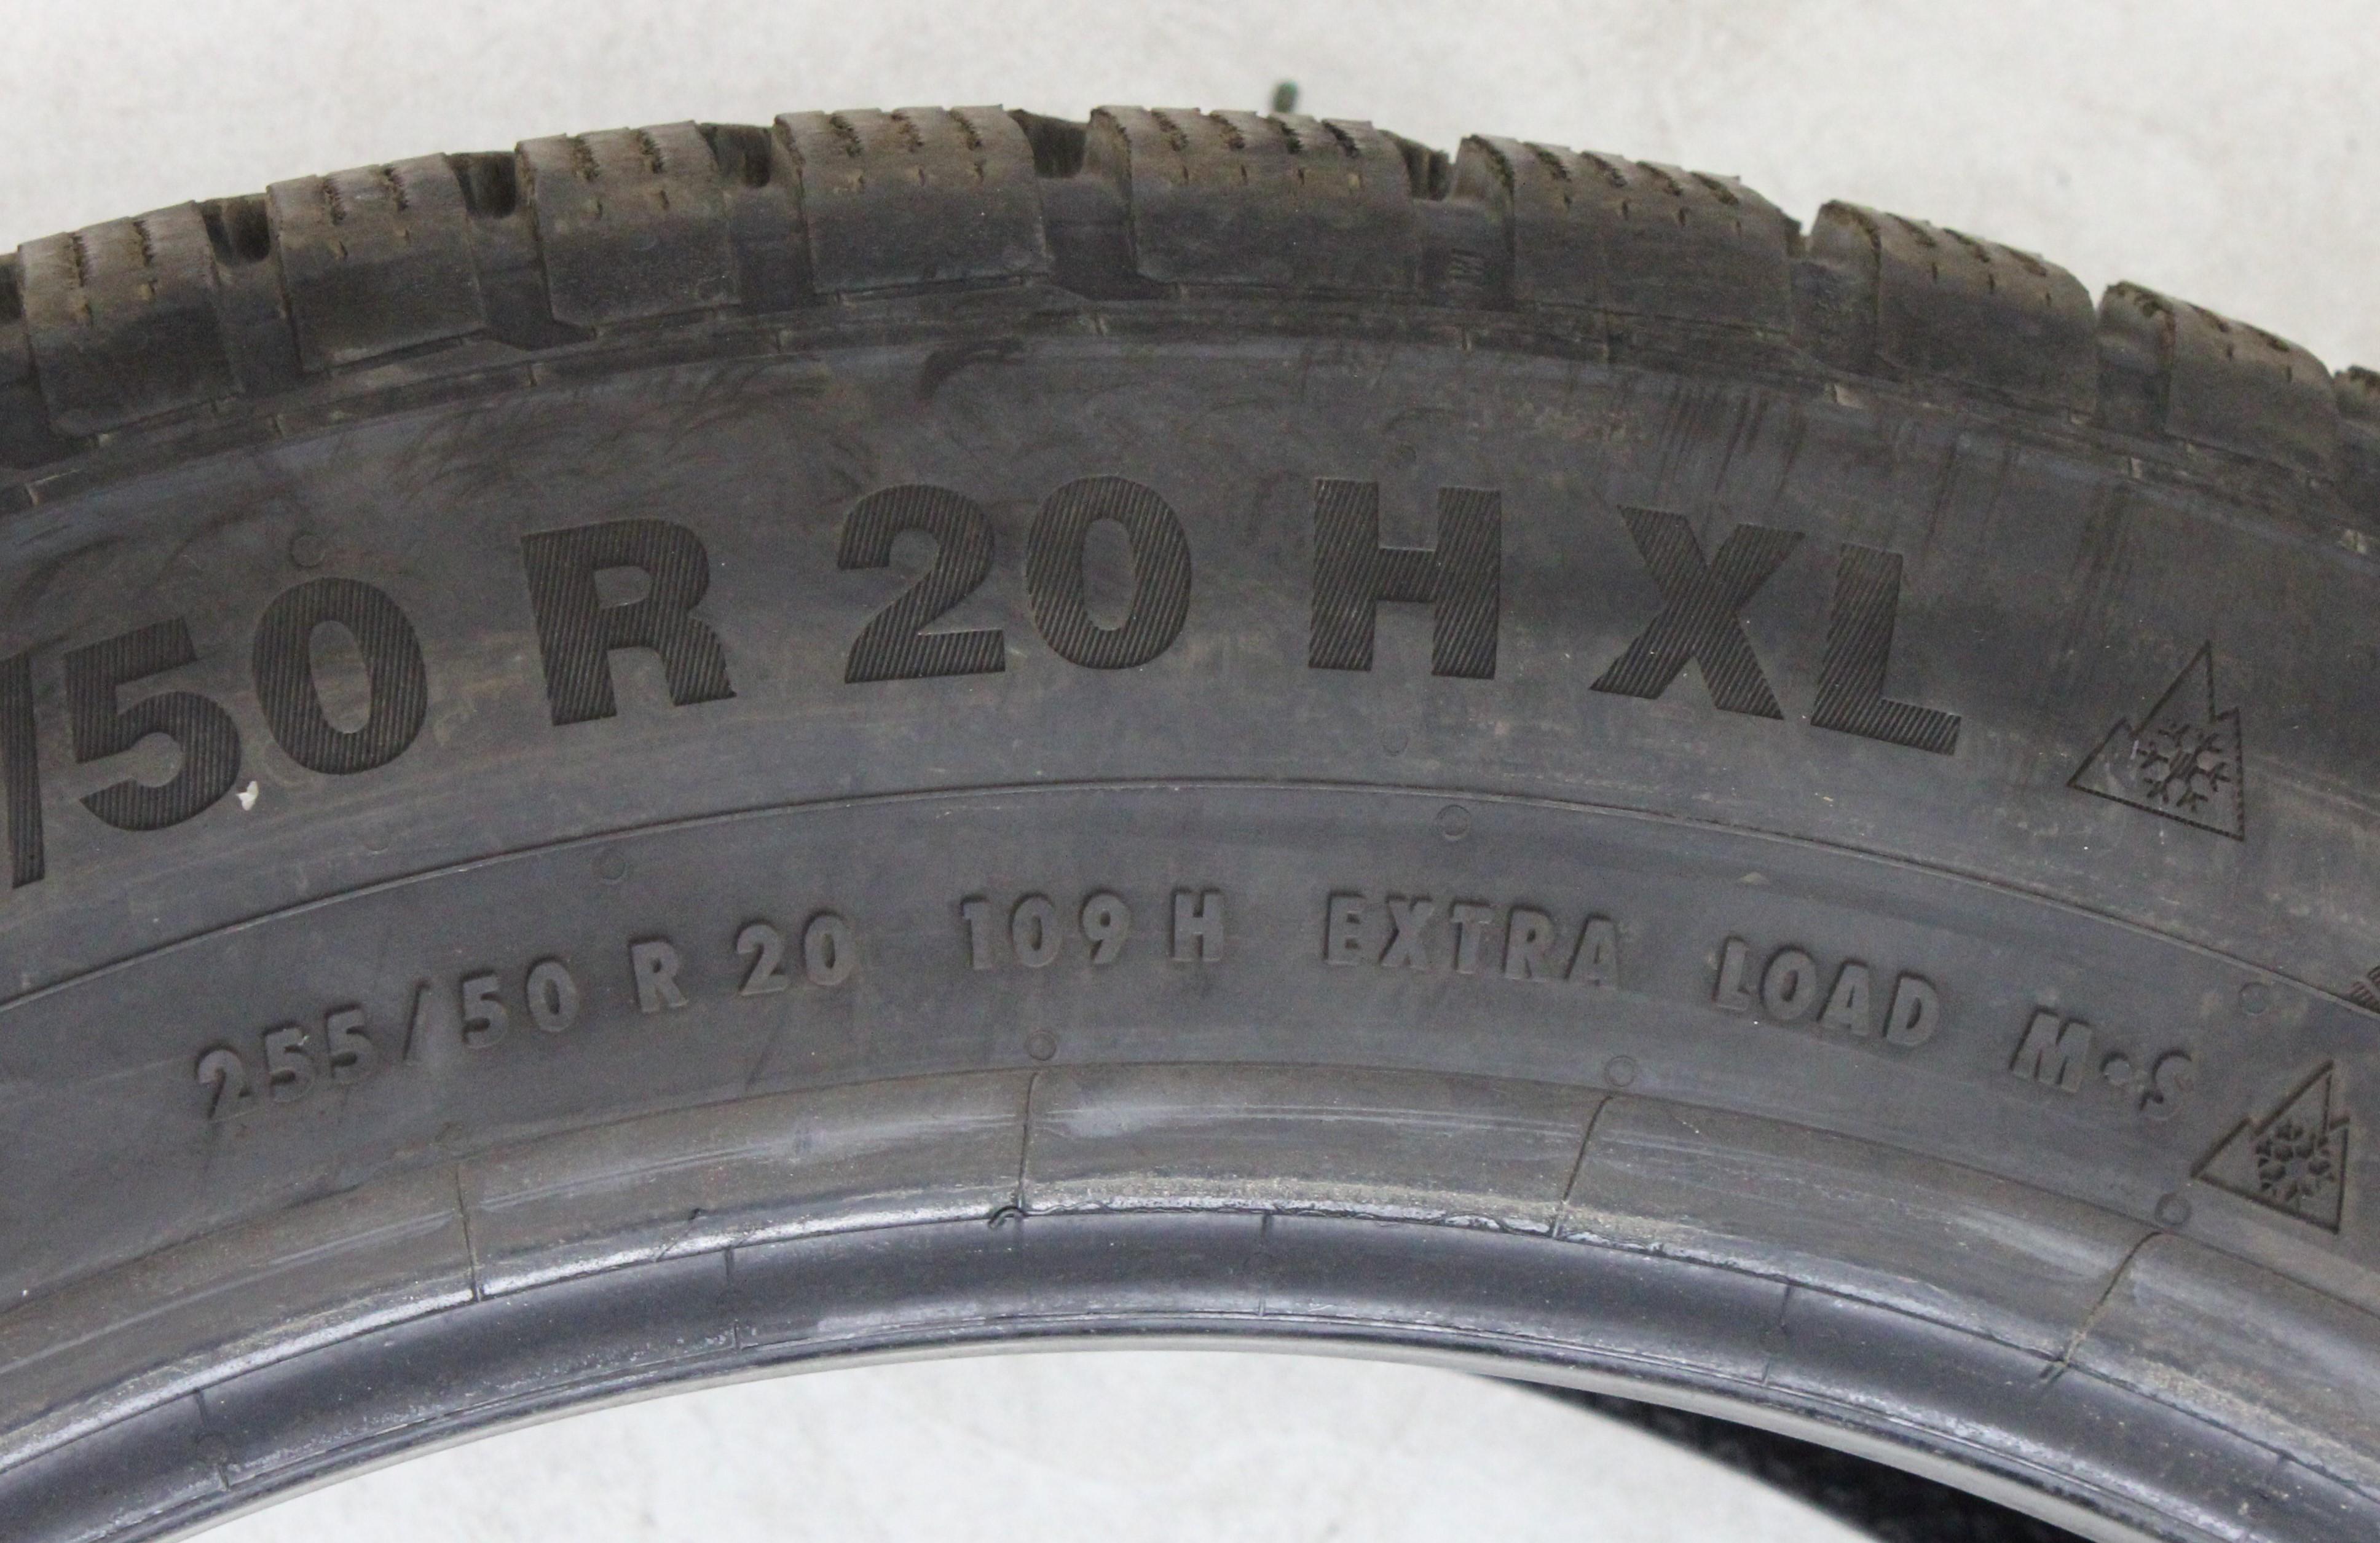 /50 R 20 H XL
255/50 R 20 109 H EXTRA LOAD M·S